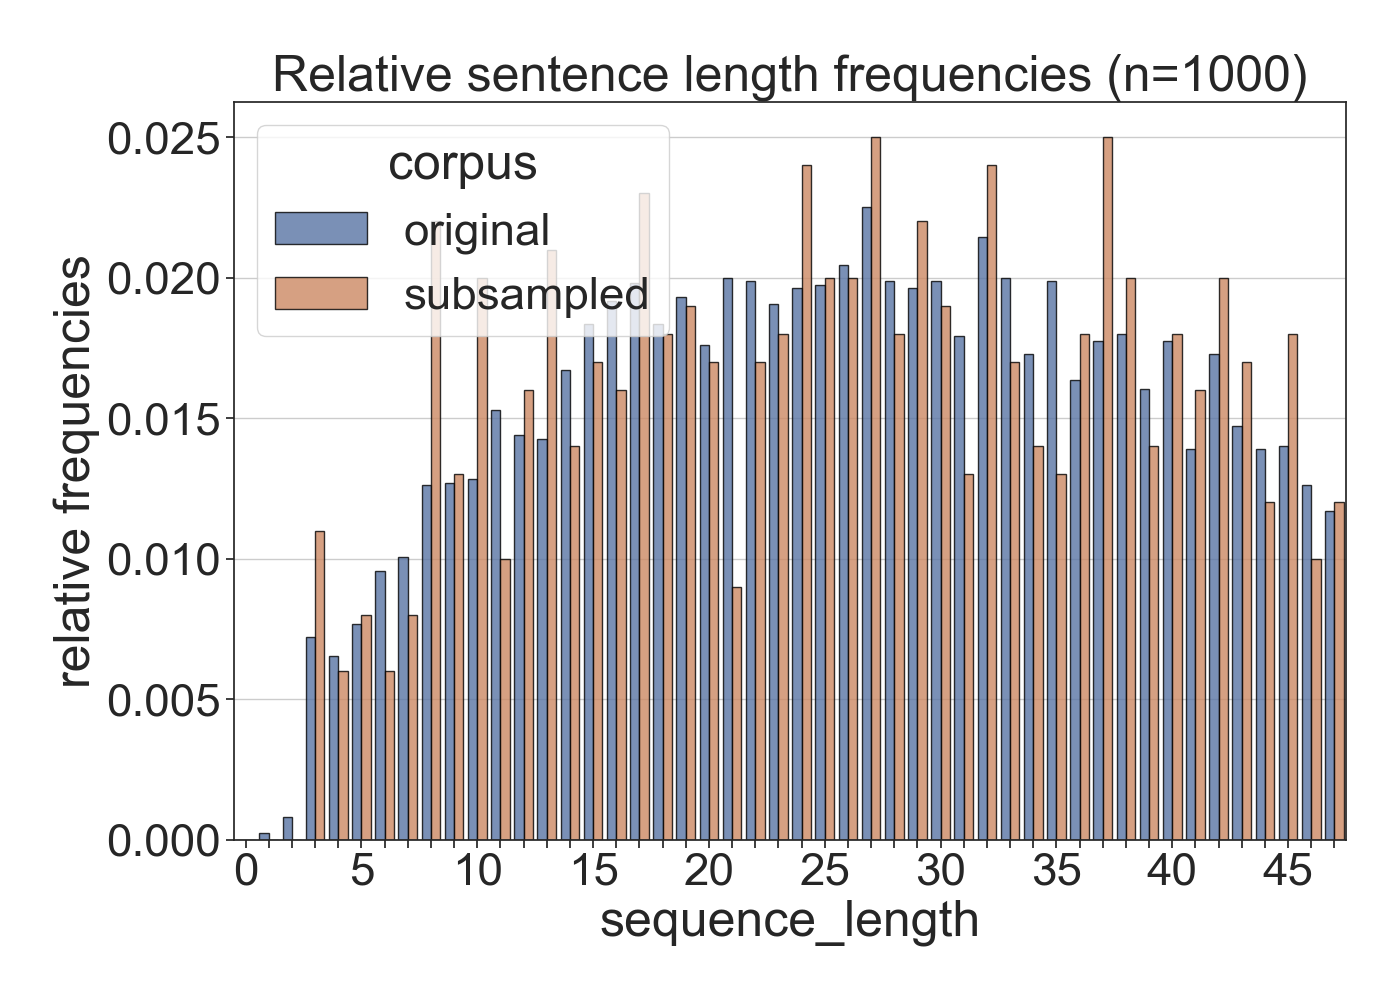 Relative sentence length frequencies (n=1000)
corpus
original
subsampled
relative frequencies
0.025
0.020
0.015
0.010
0.005
0.000
0 5 10 15 20 25 30 35 40 45
sequence_length